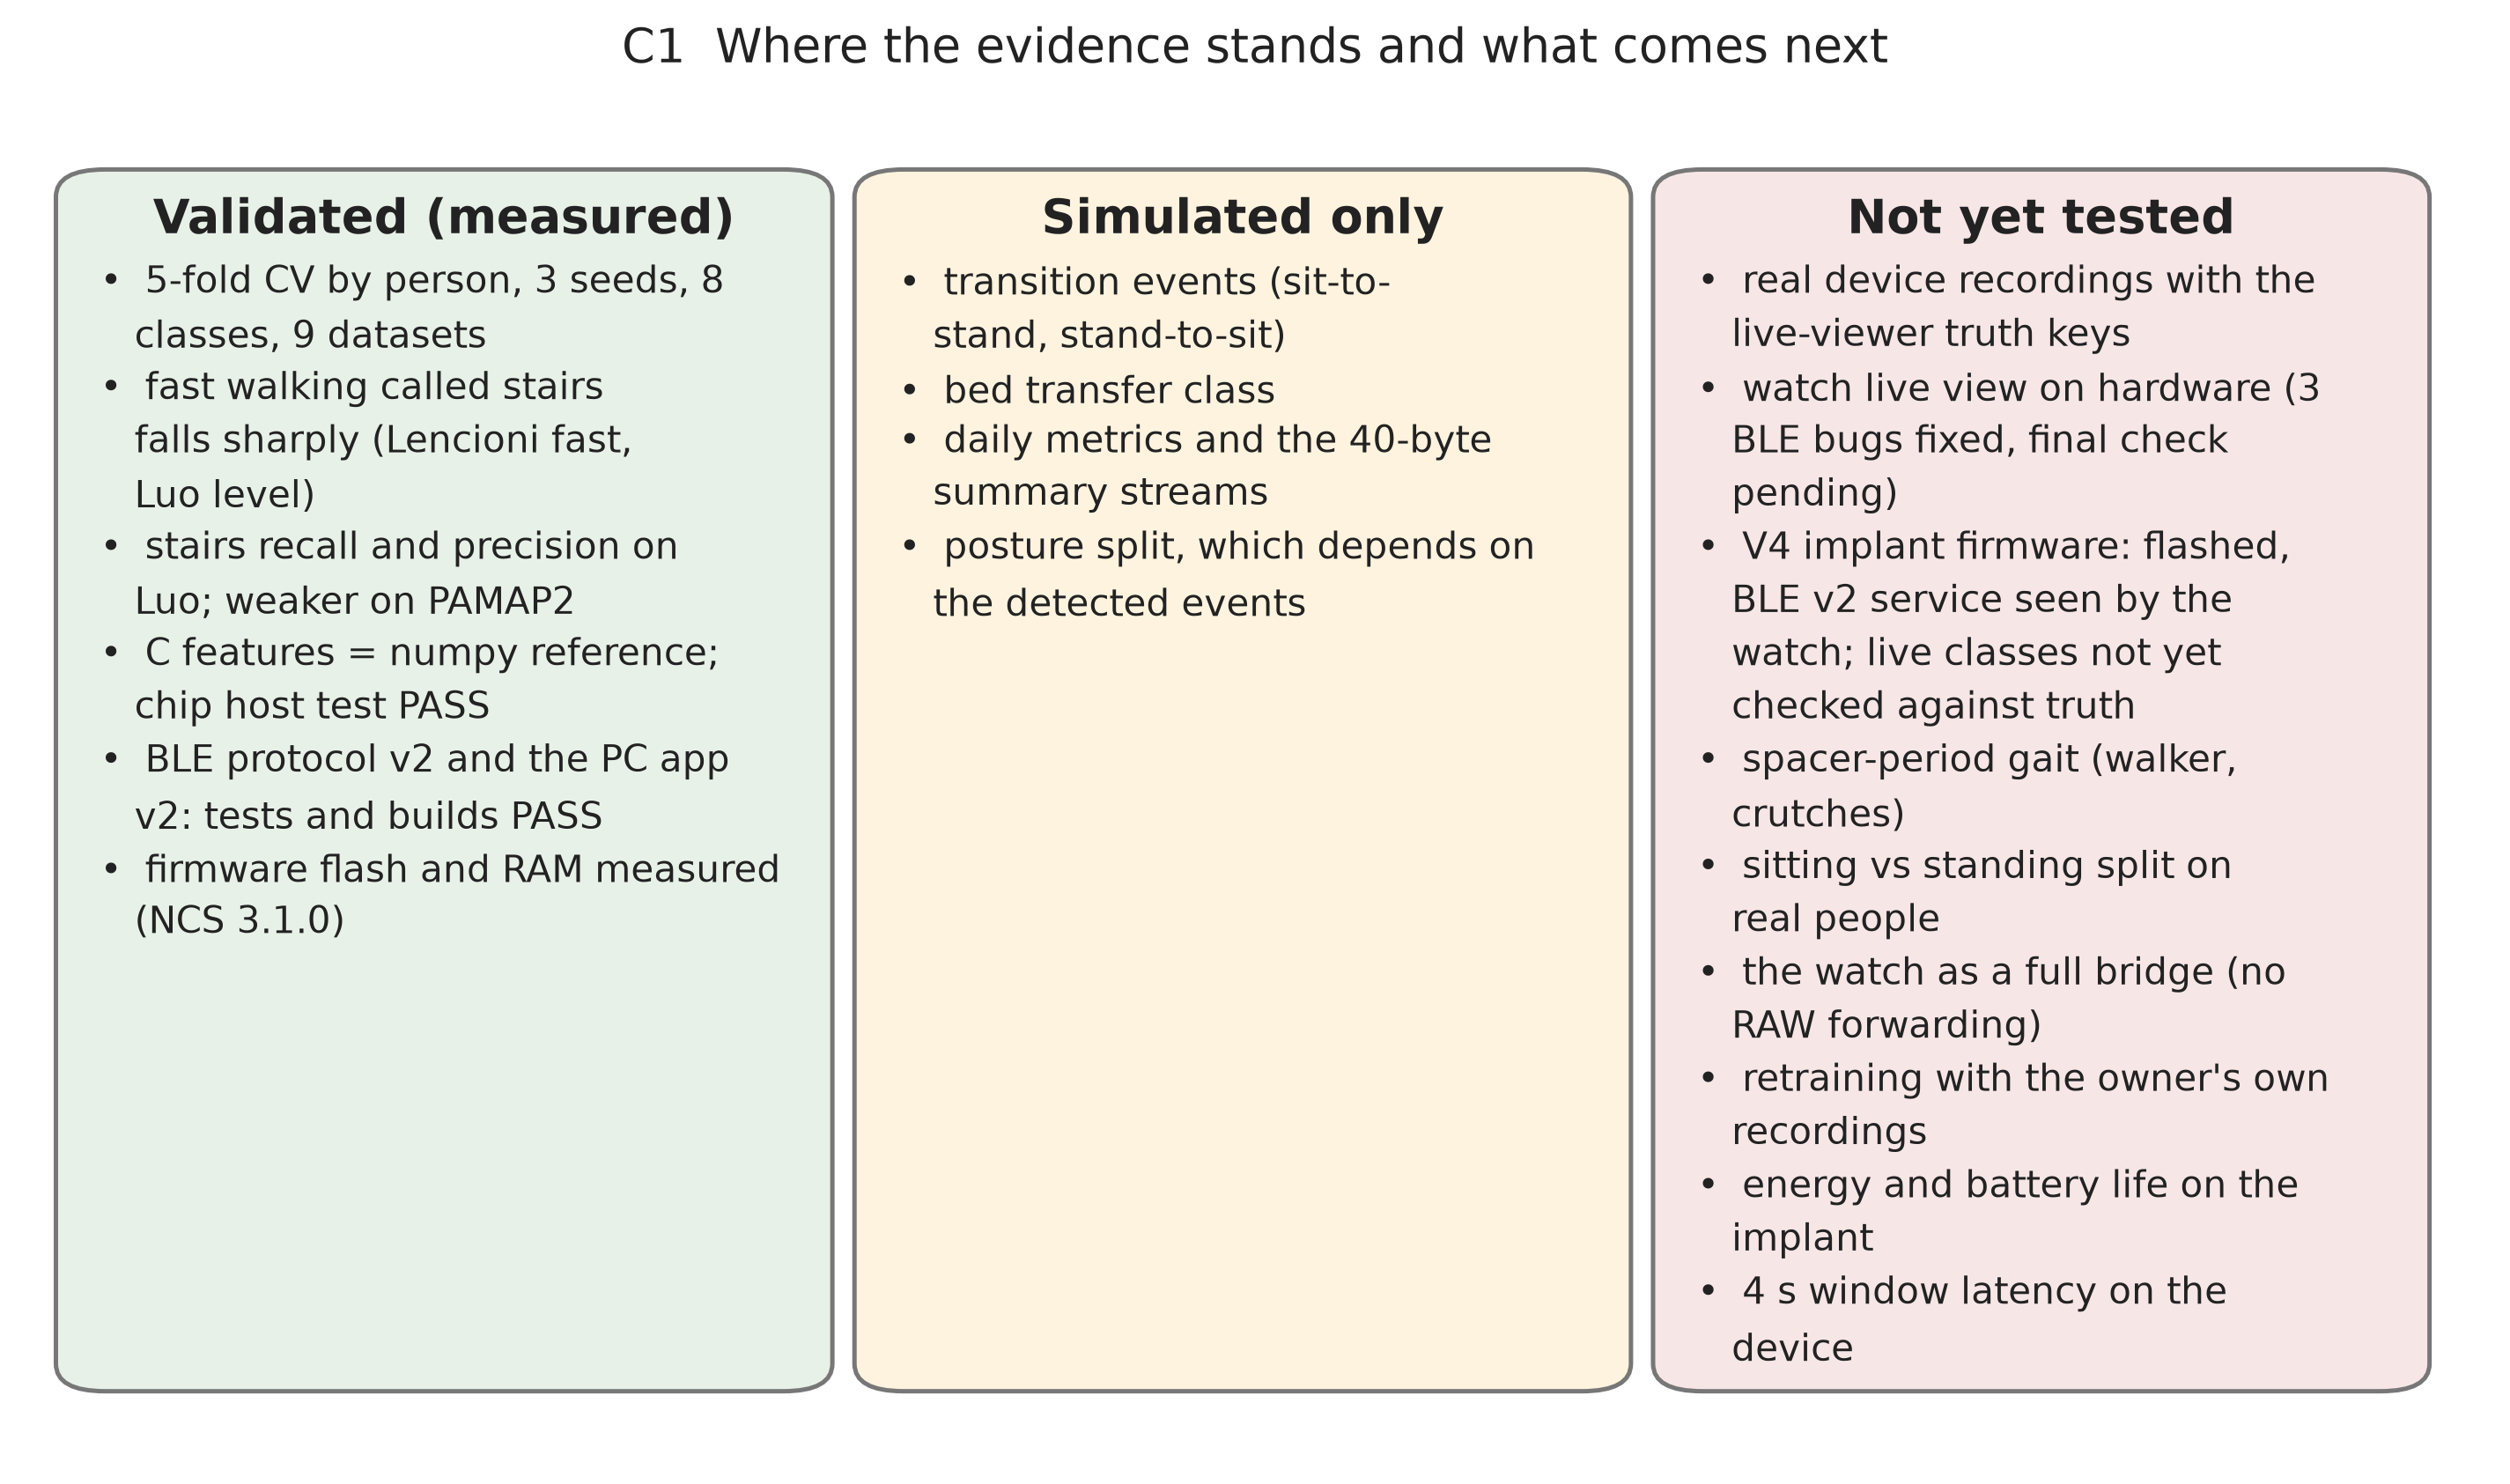 C1  Where the evidence stands and what comes next
Validated (measured)
• 5-fold CV by person, 3 seeds, 8
classes, 9 datasets
• fast walking called stairs
falls sharply (Lencioni fast,
Luo level)
• stairs recall and precision on
Luo; weaker on PAMAP2
• C features = numpy reference;
chip host test PASS
• BLE protocol v2 and the PC app
v2: tests and builds PASS
• firmware flash and RAM measured
(NCS 3.1.0)
Simulated only
• transition events (sit-to-
stand, stand-to-sit)
• bed transfer class
• daily metrics and the 40-byte
summary streams
• posture split, which depends on
the detected events
Not yet tested
• real device recordings with the
live-viewer truth keys
• watch live view on hardware (3
BLE bugs fixed, final check
pending)
• V4 implant firmware: flashed,
BLE v2 service seen by the
watch; live classes not yet
checked against truth
• spacer-period gait (walker,
crutches)
• sitting vs standing split on
real people
• the watch as a full bridge (no
RAW forwarding)
• retraining with the owner's own
recordings
• energy and battery life on the
implant
• 4 s window latency on the
device